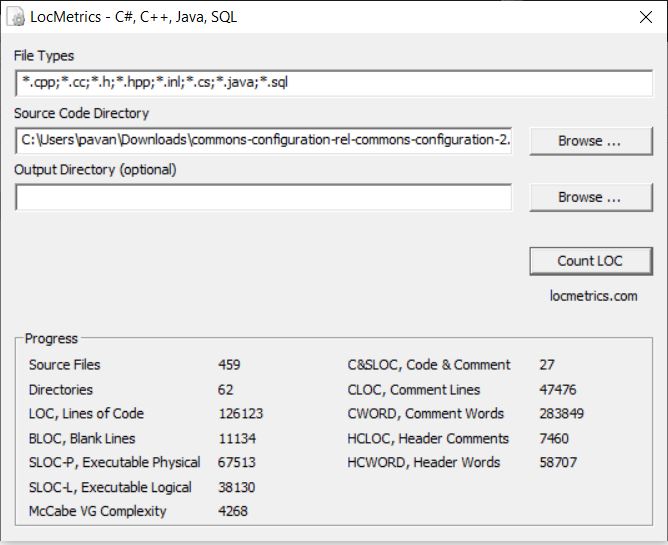 LocMetrics - C#, C++, Java, SQL
File Types
*.cpp;*.cc;*.h;*.hpp;*.inl;*.cs;*.java;*.sql
Source Code Directory
C:\Users\pavan\Downloads\commons-configuration-rel-commons-configuration-2.
Browse ...
Output Directory (optional)
Browse ...
Count LOC
locmetrics.com
Progress
Source Files 459
Directories 62
LOC, Lines of Code 126123
BLOC, Blank Lines 11134
SLOC-P, Executable Physical 67513
SLOC-L, Executable Logical 38130
McCabe VG Complexity 4268
C&SLOC, Code & Comment 27
CLOC, Comment Lines 47476
CWORD, Comment Words 283849
HCLOC, Header Comments 7460
HCWORD, Header Words 58707